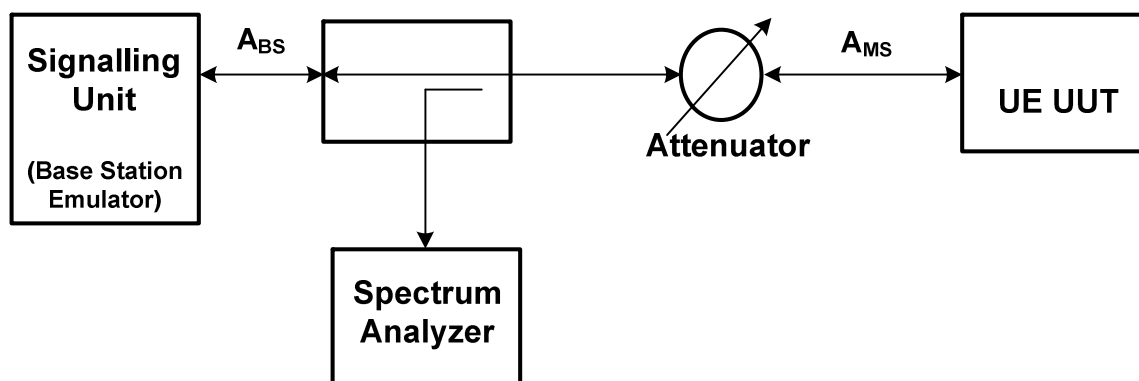 Signalling
Unit
(Base Station
Emulator)
ABS
Attenuator
AMS
UE UUT
Spectrum
Analyzer